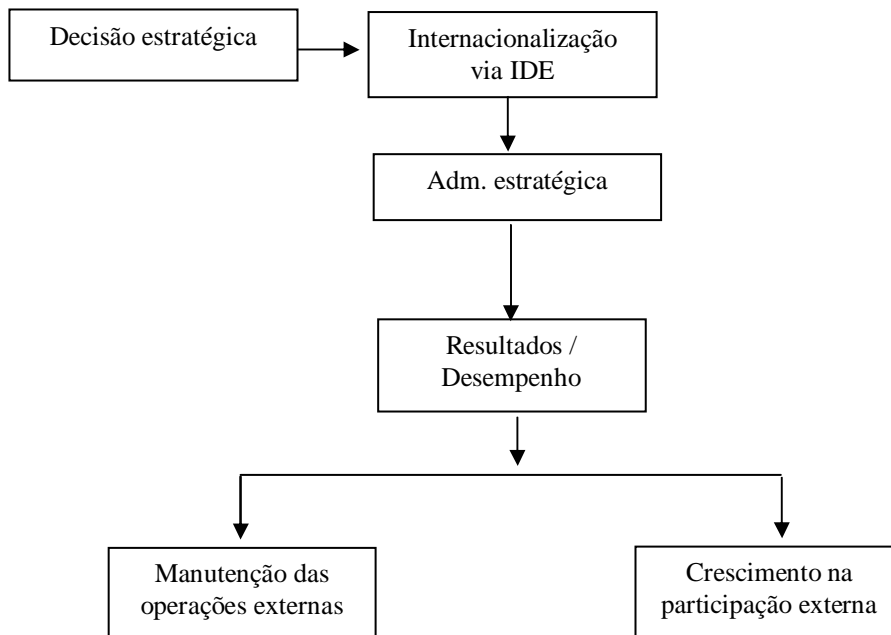 Decisão estratégica
Internacionalização
via IDE
Adm. estratégica
Resultados /
Desempenho
Manutenção das
operações externas
Crescimento na
participação externa